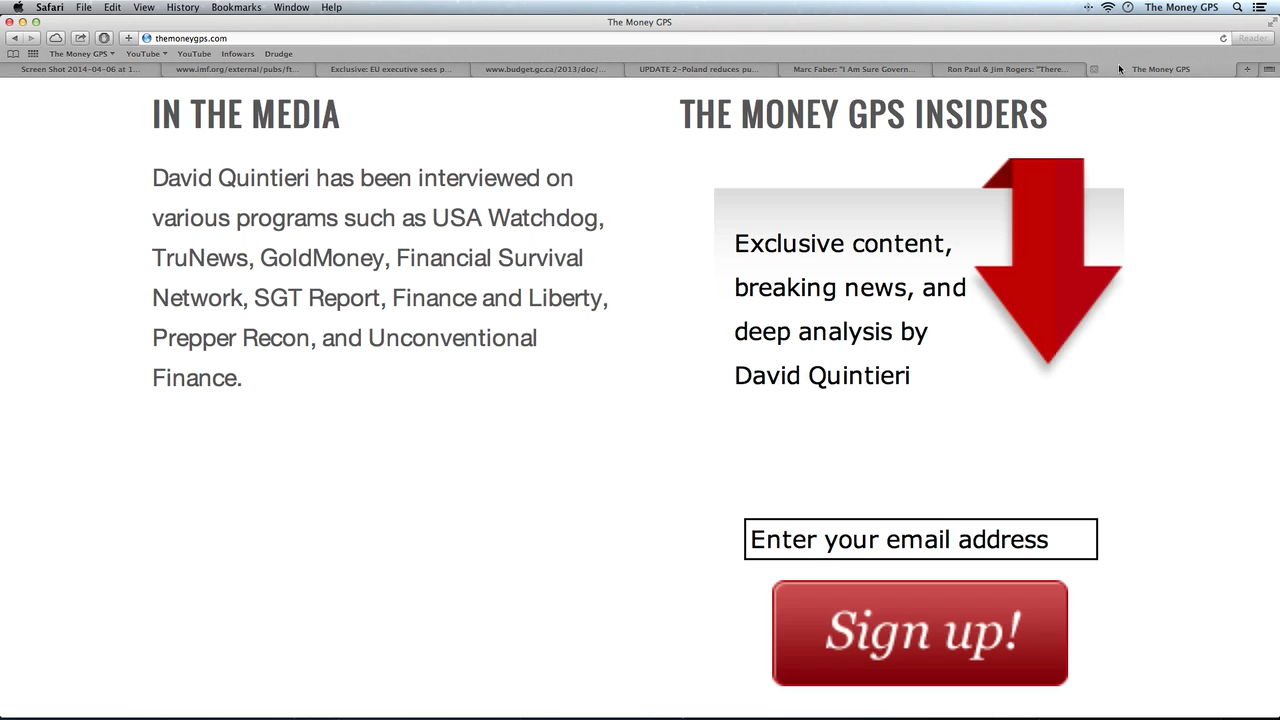 Safari File Edit View History Bookmarks Window Help The Money GPS
The Money GPS
themoneygps.com Reader
The Money GPS YouTube YouTube Infowars Drudge
Screen Shot 2014-04-06 at 1... www.imf.org/external/pubs/ft... Exclusive: EU executive sees p... www.budget.gc.ca/2013/doc/... UPDATE 2-Poland reduces pu... Marc Faber: "I Am Sure Govern... Ron Paul & Jim Rogers: "There... The Money GPS
IN THE MEDIA
David Quintieri has been interviewed on
various programs such as USA Watchdog,
TruNews, GoldMoney, Financial Survival
Network, SGT Report, Finance and Liberty,
Prepper Recon, and Unconventional
Finance.
THE MONEY GPS INSIDERS
Exclusive content,
breaking news, and
deep analysis by
David Quintieri
Enter your email address
Sign up!